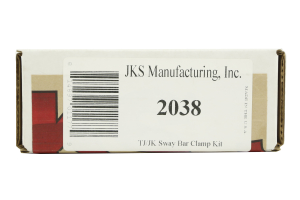 JKS Manufacturing, Inc.
2038
TJ/JK Sway Bar Clamp Kit